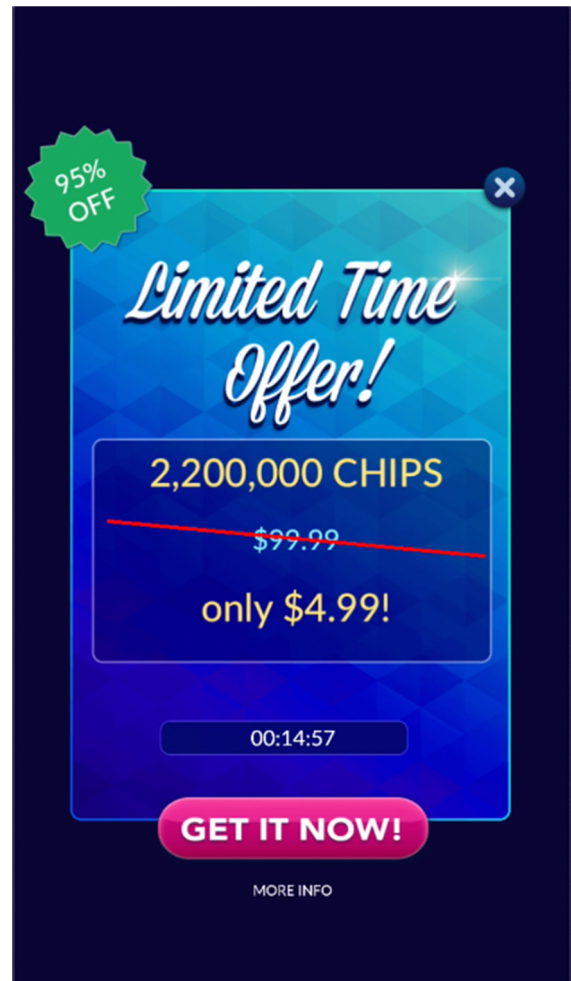 95%
OFF
Limited Time
Offer!
2,200,000 CHIPS
$99.99
only $4.99!
00:14:57
GET IT NOW!
MORE INFO